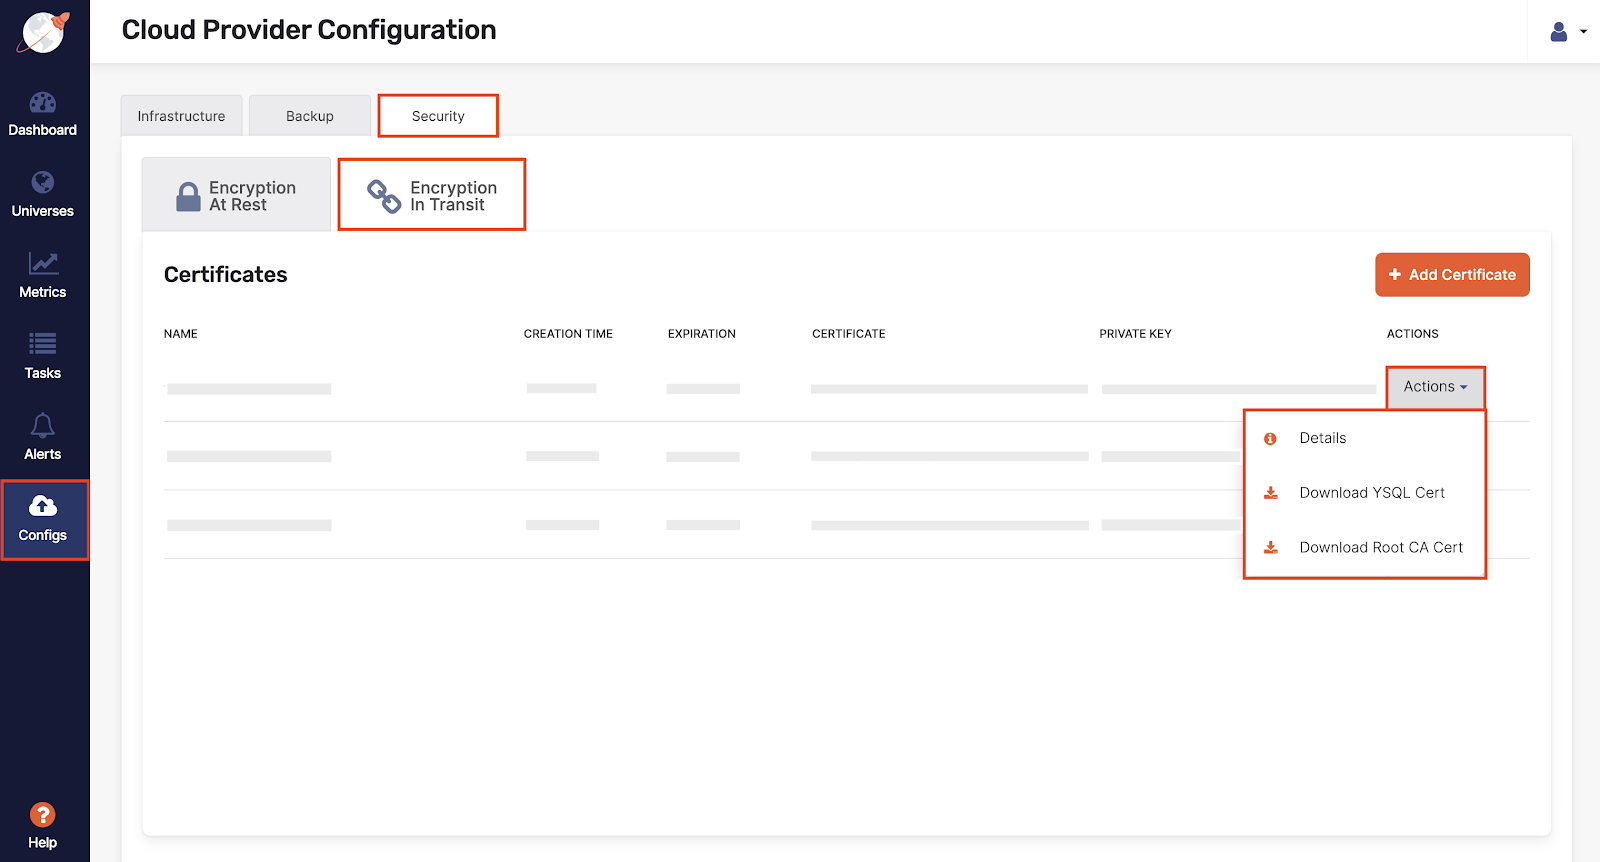 Cloud Provider Configuration
Dashboard
Universes
Metrics
Tasks
Alerts
Configs
Help
Infrastructure
Backup
Security
Encryption
At Rest
Encryption
In Transit
Certificates
+ Add Certificate
NAME CREATION TIME EXPIRATION CERTIFICATE PRIVATE KEY ACTIONS
Actions
Details
Download YSQL Cert
Download Root CA Cert